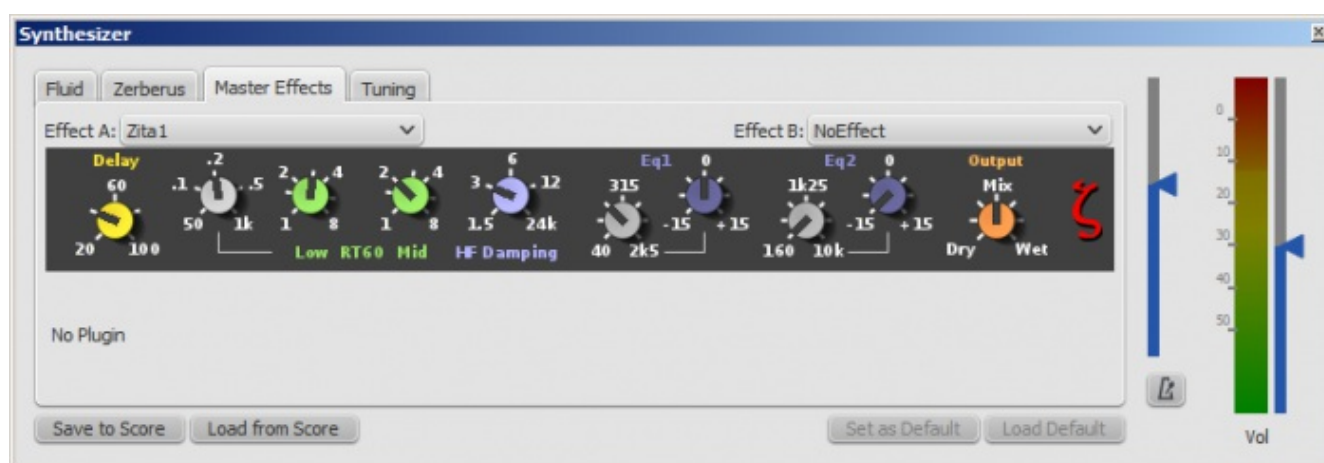 Synthesizer
Fluid Zerberus Master Effects Tuning
Effect A: Zita1 Effect B: NoEffect
Delay .2 Eq1 0 Eq2 0 Output
60 .1 .5 2 4 2 4 3 6 12 315 1k25 Mix
20 100 50 1k 1 8 1 8 1.5 24k 40 2k5 -15 +15 160 10k -15 +15 Dry Wet
Low RT60 Mid HF Damping
ζ
No Plugin
0
10
20
30
40
50
Save to Score Load from Score Set as Default Load Default Vol